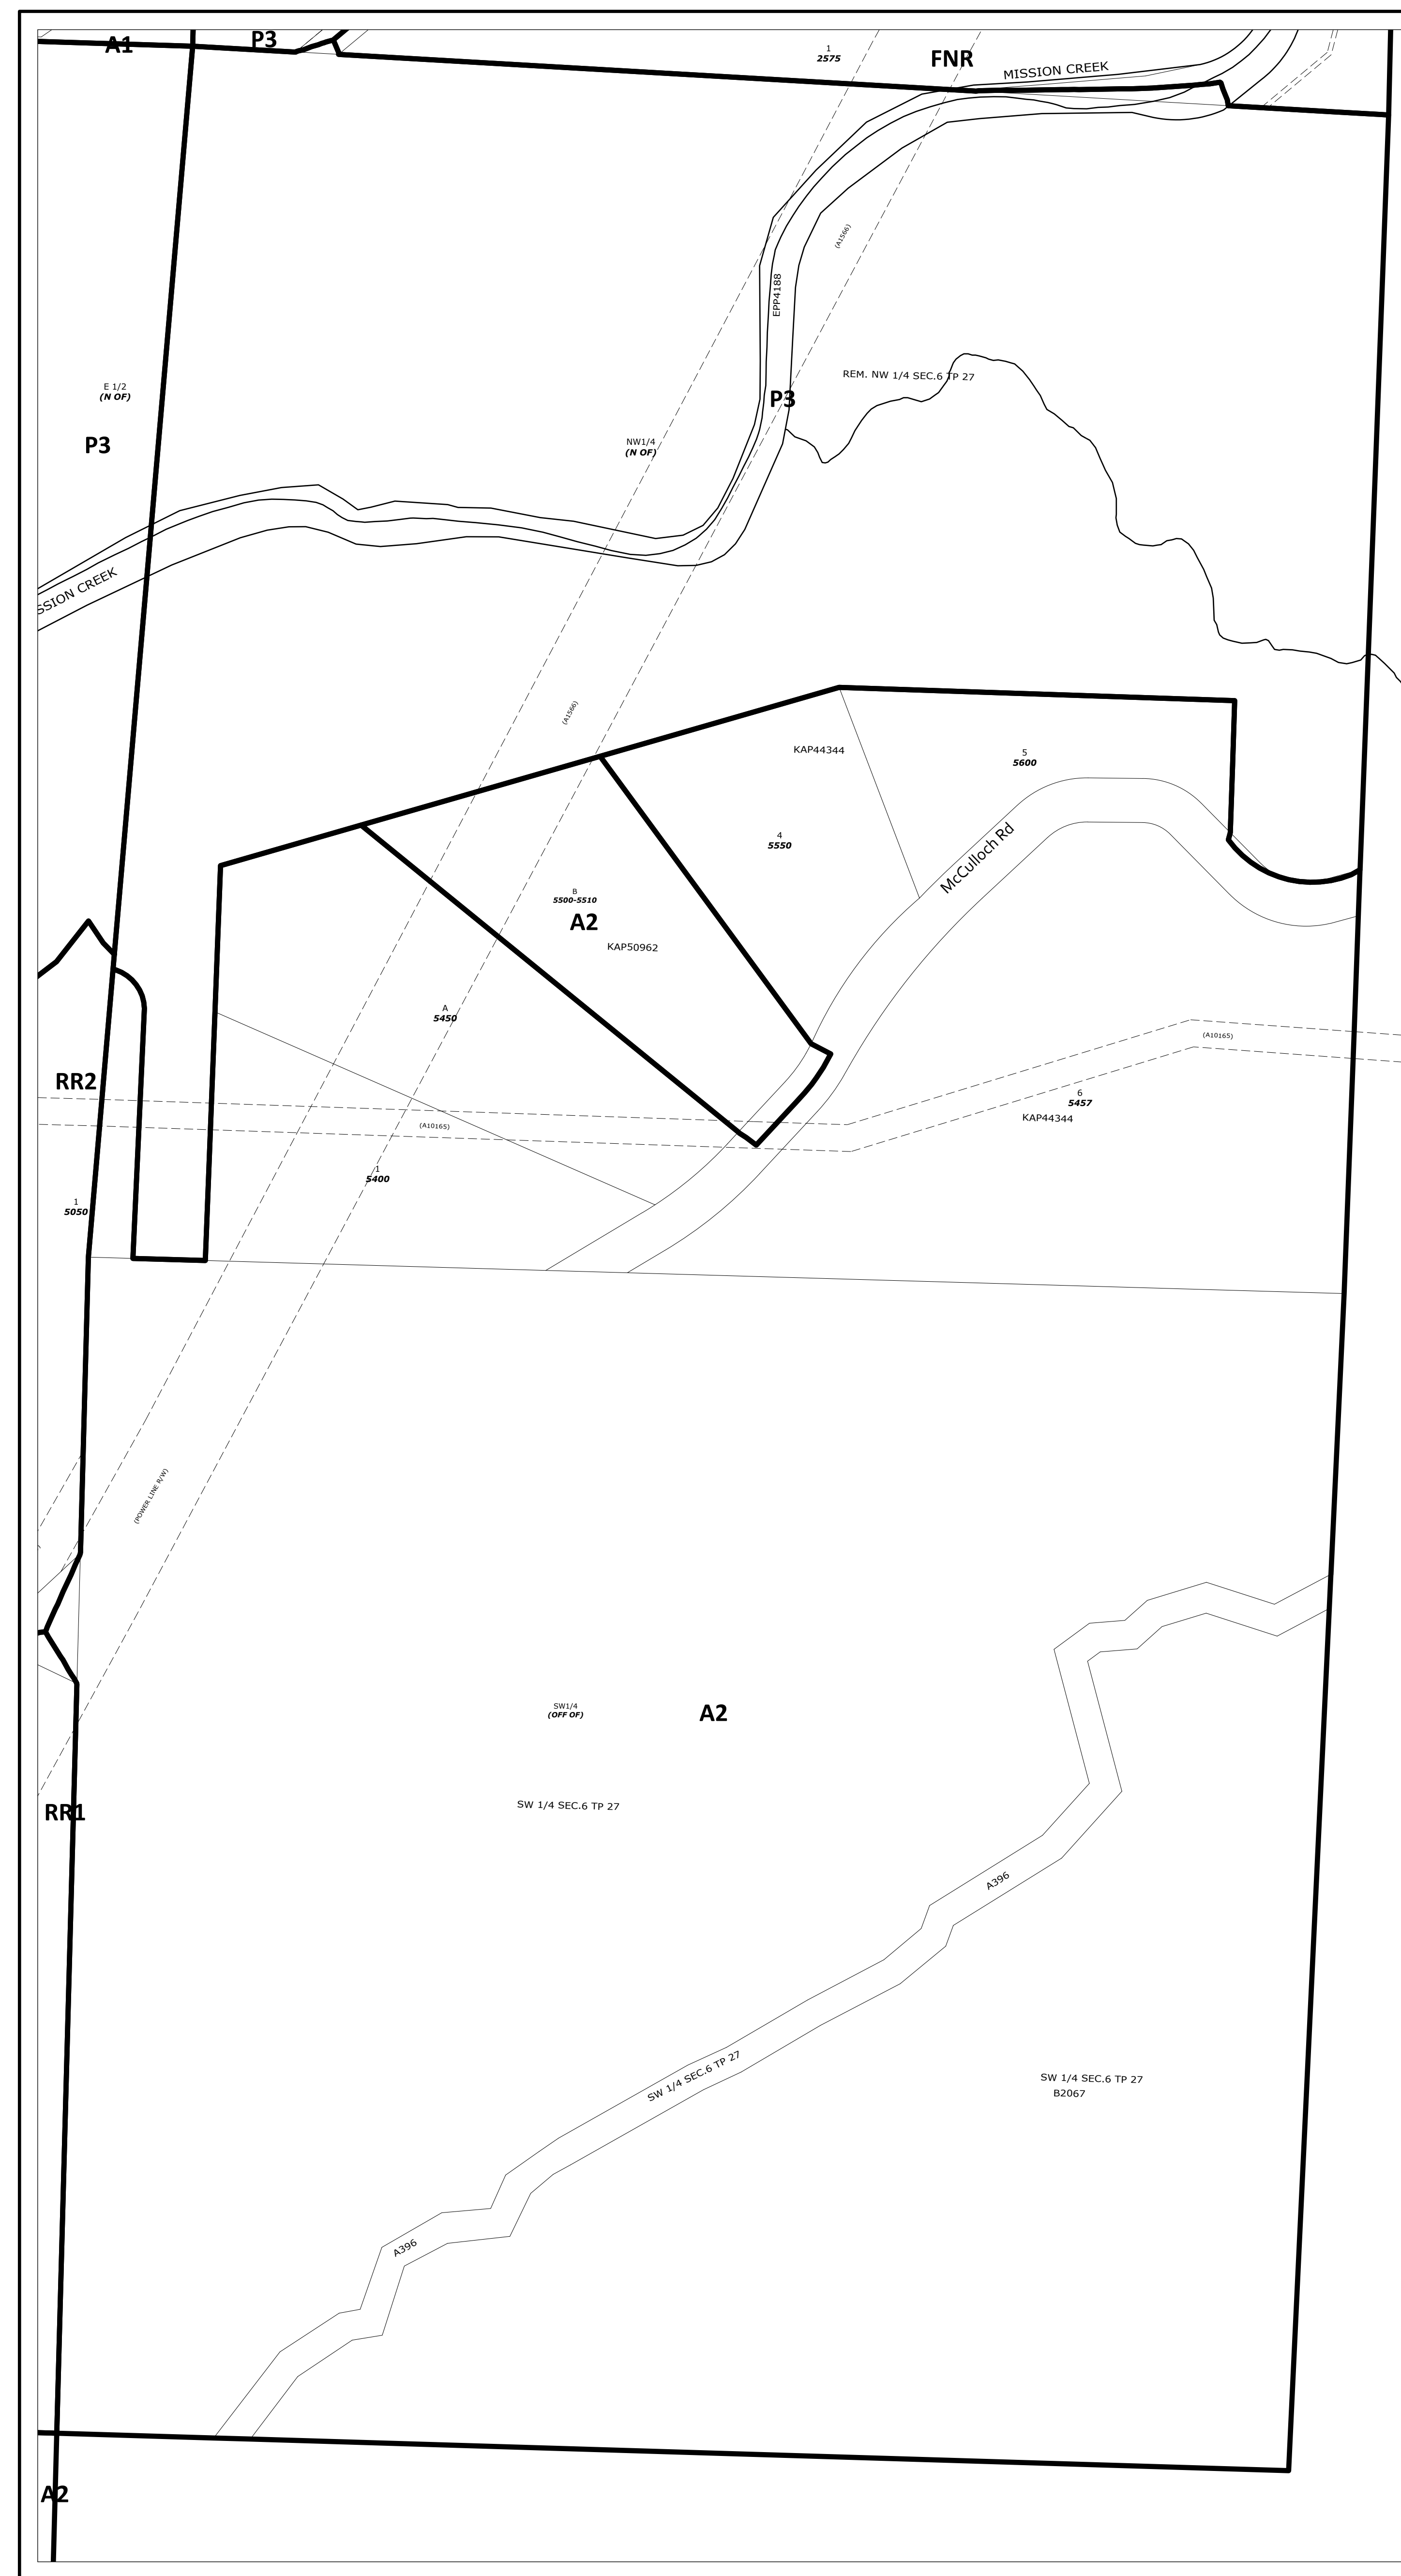 A1
P3
1
2575
FNR
MISSION CREEK
(A1566)
EPP4188
REM. NW 1/4 SEC.6 TP 27
E 1/2
(N OF)
P3
P3
NW1/4
(N OF)
SSION CREEK
(A1566)
KAP44344
5
5600
4
5550
McCulloch Rd
B
5500-5510
A2
KAP50962
A
5450
(A10165)
RR2
6
5457
KAP44344
(A10165)
1
5400
1
5050
(POWER LINE R/W)
SW1/4
(OFF OF)
A2
SW 1/4 SEC.6 TP 27
RR1
A396
SW 1/4 SEC.6 TP 27
SW 1/4 SEC.6 TP 27
B2067
A396
A2